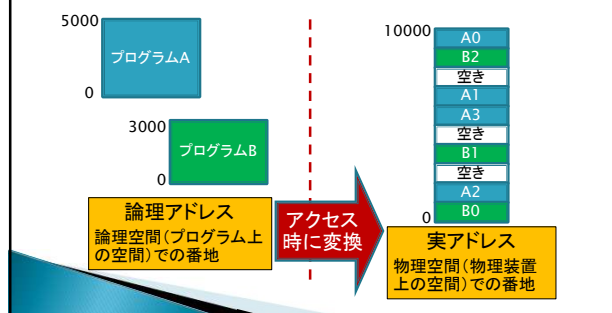 5000
プログラムA
0
3000
プログラムB
0
論理アドレス
論理空間(プログラム上
の空間)での番地
アクセス
時に変換
10000
A0
B2
空き
A1
A3
空き
B1
空き
A2
B0
0
実アドレス
物理空間(物理装置
上の空間)での番地